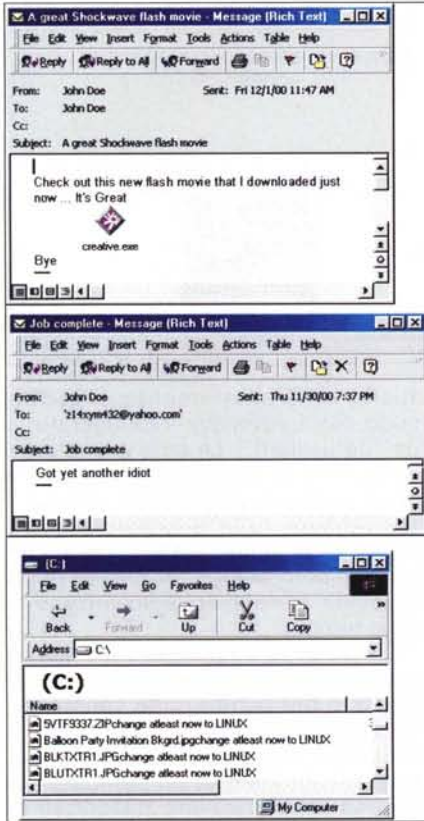 A great Shockwave flash movie - Message (Rich Text)
File Edit View Insert Format Tools Actions Table Help
Reply Reply to All Forward
From: John Doe Sent: Fri 12/1/00 11:47 AM
To: John Doe
Cc:
Subject: A great Shockwave flash movie
Check out this new flash movie that I downloaded just
now ... It's Great
creative.exe
Bye
Job complete - Message (Rich Text)
File Edit View Insert Format Tools Actions Table Help
Reply Reply to All Forward
From: John Doe Sent: Thu 11/30/00 7:37 PM
To: 'z14xym432@yahoo.com'
Cc:
Subject: Job complete
Got yet another idiot
(C:)
File Edit View Go Favorites Help
Back Forward Up Cut Copy
Address C:\
(C:)
Name
5VTF9337.ZIPchange atleast now to LINUX
Balloon Party Invitation Bkgrd.jpgchange atleast now to LINUX
BLKTXTR1.JPGchange atleast now to LINUX
BLUTXTR1.JPGchange atleast now to LINUX
My Computer